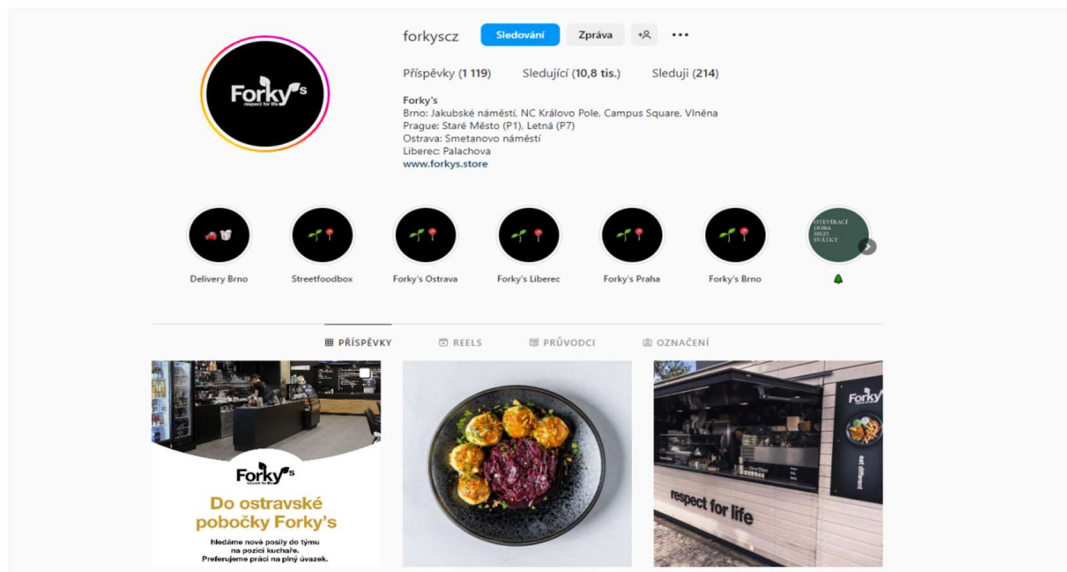 forkyscz Sledování Zpráva
Příspěvky (1 119) Sledující (10,8 tis.) Sleduji (214)
Forky's
respect for life
Forky's
Brno: Jakubské náměstí, NC Královo Pole, Campus Square, Vlněna
Prague: Staré Město (P1), Letná (P7)
Ostrava: Smetanovo náměstí
Liberec: Palachova
www.forkys.store
OTEVÍRACÍ
DOBA
MEZI
SVÁTKY
Delivery Brno Streetfoodbox Forky's Ostrava Forky's Liberec Forky's Praha Forky's Brno
PŘÍSPĚVKY REELS PRŮVODCI OZNAČENÍ
Forky's
Do ostravské
pobočky Forky's
hledáme nové posily do týmu
na pozici kuchaře.
Preferujeme práci na plný úvazek.
Forky's
eat different
respect for life